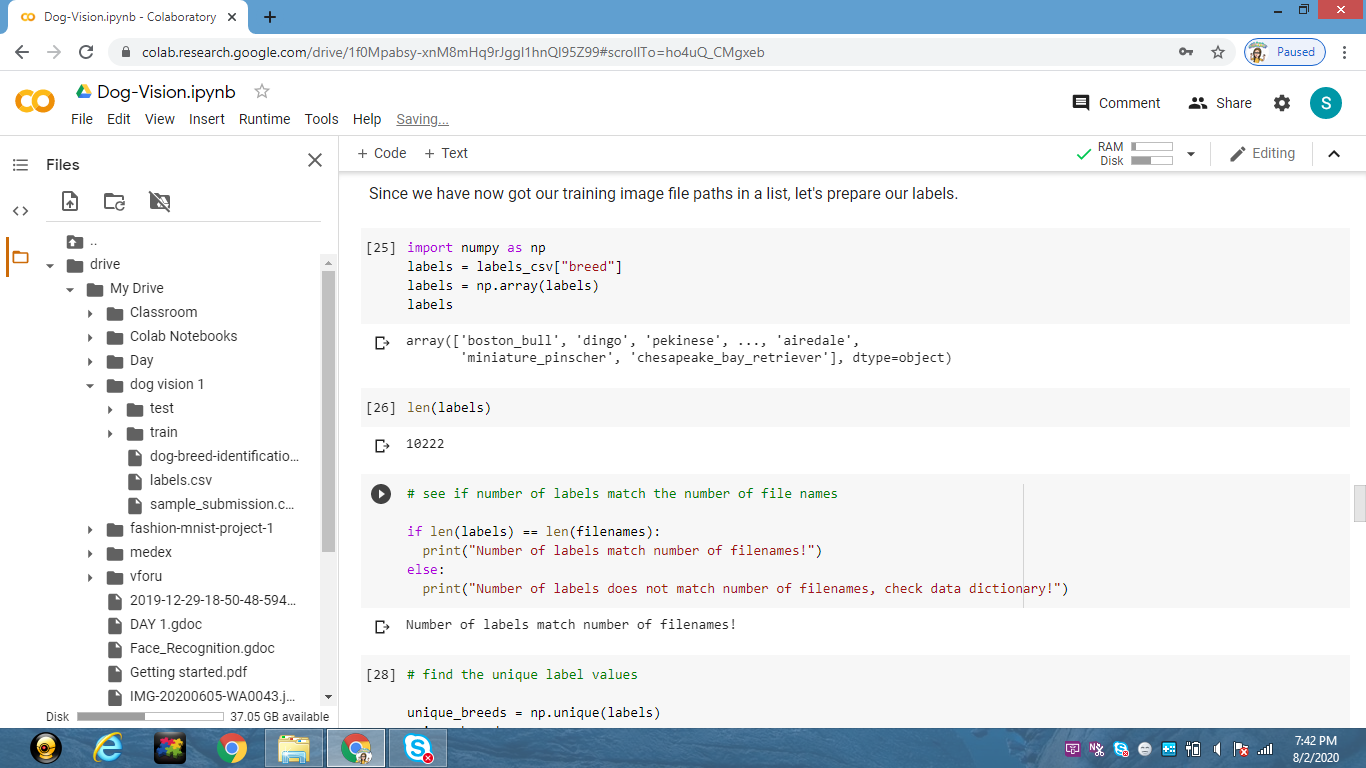 Dog-Vision.ipynb - Colaboratory
colab.research.google.com/drive/1f0Mpabsy-xnM8mHq9rJggI1hnQl95Z99#scrollTo=ho4uQ_CMgxeb
Paused
Dog-Vision.ipynb
File Edit View Insert Runtime Tools Help Saving...
Comment Share S
Files
+ Code + Text
RAM
Disk
Editing
..
drive
My Drive
Classroom
Colab Notebooks
Day
dog vision 1
test
train
dog-breed-identificatio...
labels.csv
sample_submission.c...
fashion-mnist-project-1
medex
vforu
2019-12-29-18-50-48-594...
DAY 1.gdoc
Face_Recognition.gdoc
Getting started.pdf
IMG-20200605-WA0043.j...
Disk 37.05 GB available
Since we have now got our training image file paths in a list, let's prepare our labels.
[25] import numpy as np
labels = labels_csv["breed"]
labels = np.array(labels)
labels
array(['boston_bull', 'dingo', 'pekinese', ..., 'airedale',
'miniature_pinscher', 'chesapeake_bay_retriever'], dtype=object)
[26] len(labels)
10222
# see if number of labels match the number of file names
if len(labels) == len(filenames):
print("Number of labels match number of filenames!")
else:
print("Number of labels does not match number of filenames, check data dictionary!")
Number of labels match number of filenames!
[28] # find the unique label values
unique_breeds = np.unique(labels)
7:42 PM
8/2/2020